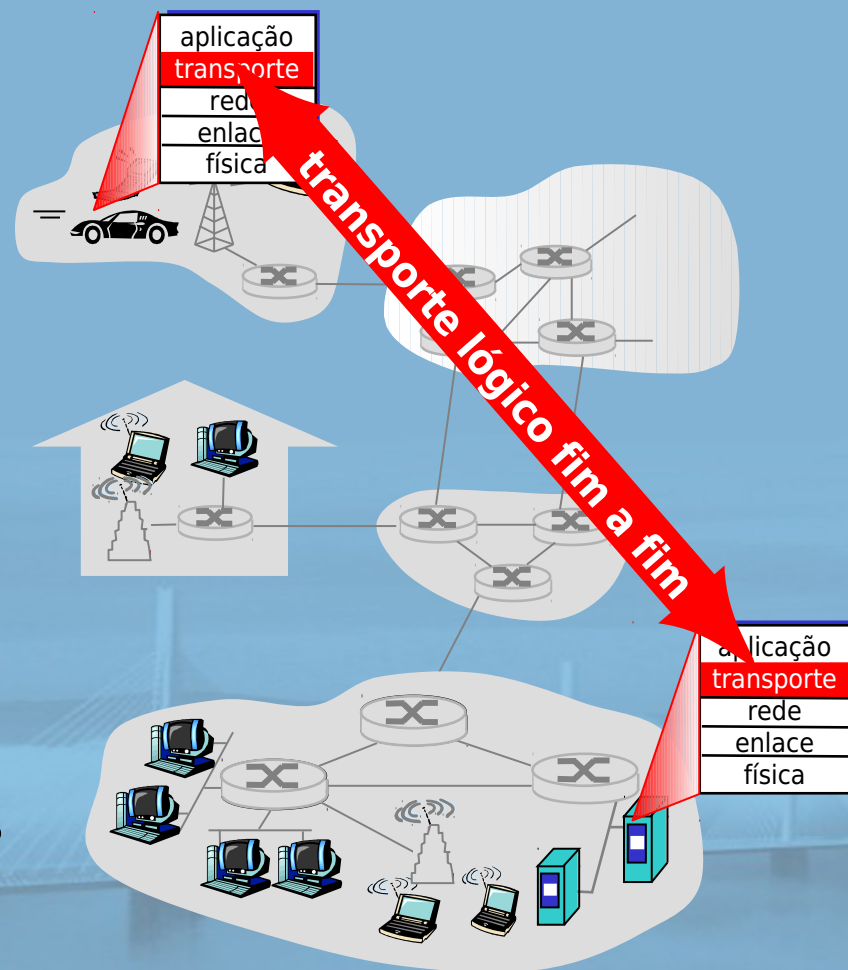 aplicação
transporte
rede
enlace
física
transporte lógico fim a fim
aplicação
transporte
rede
enlace
física